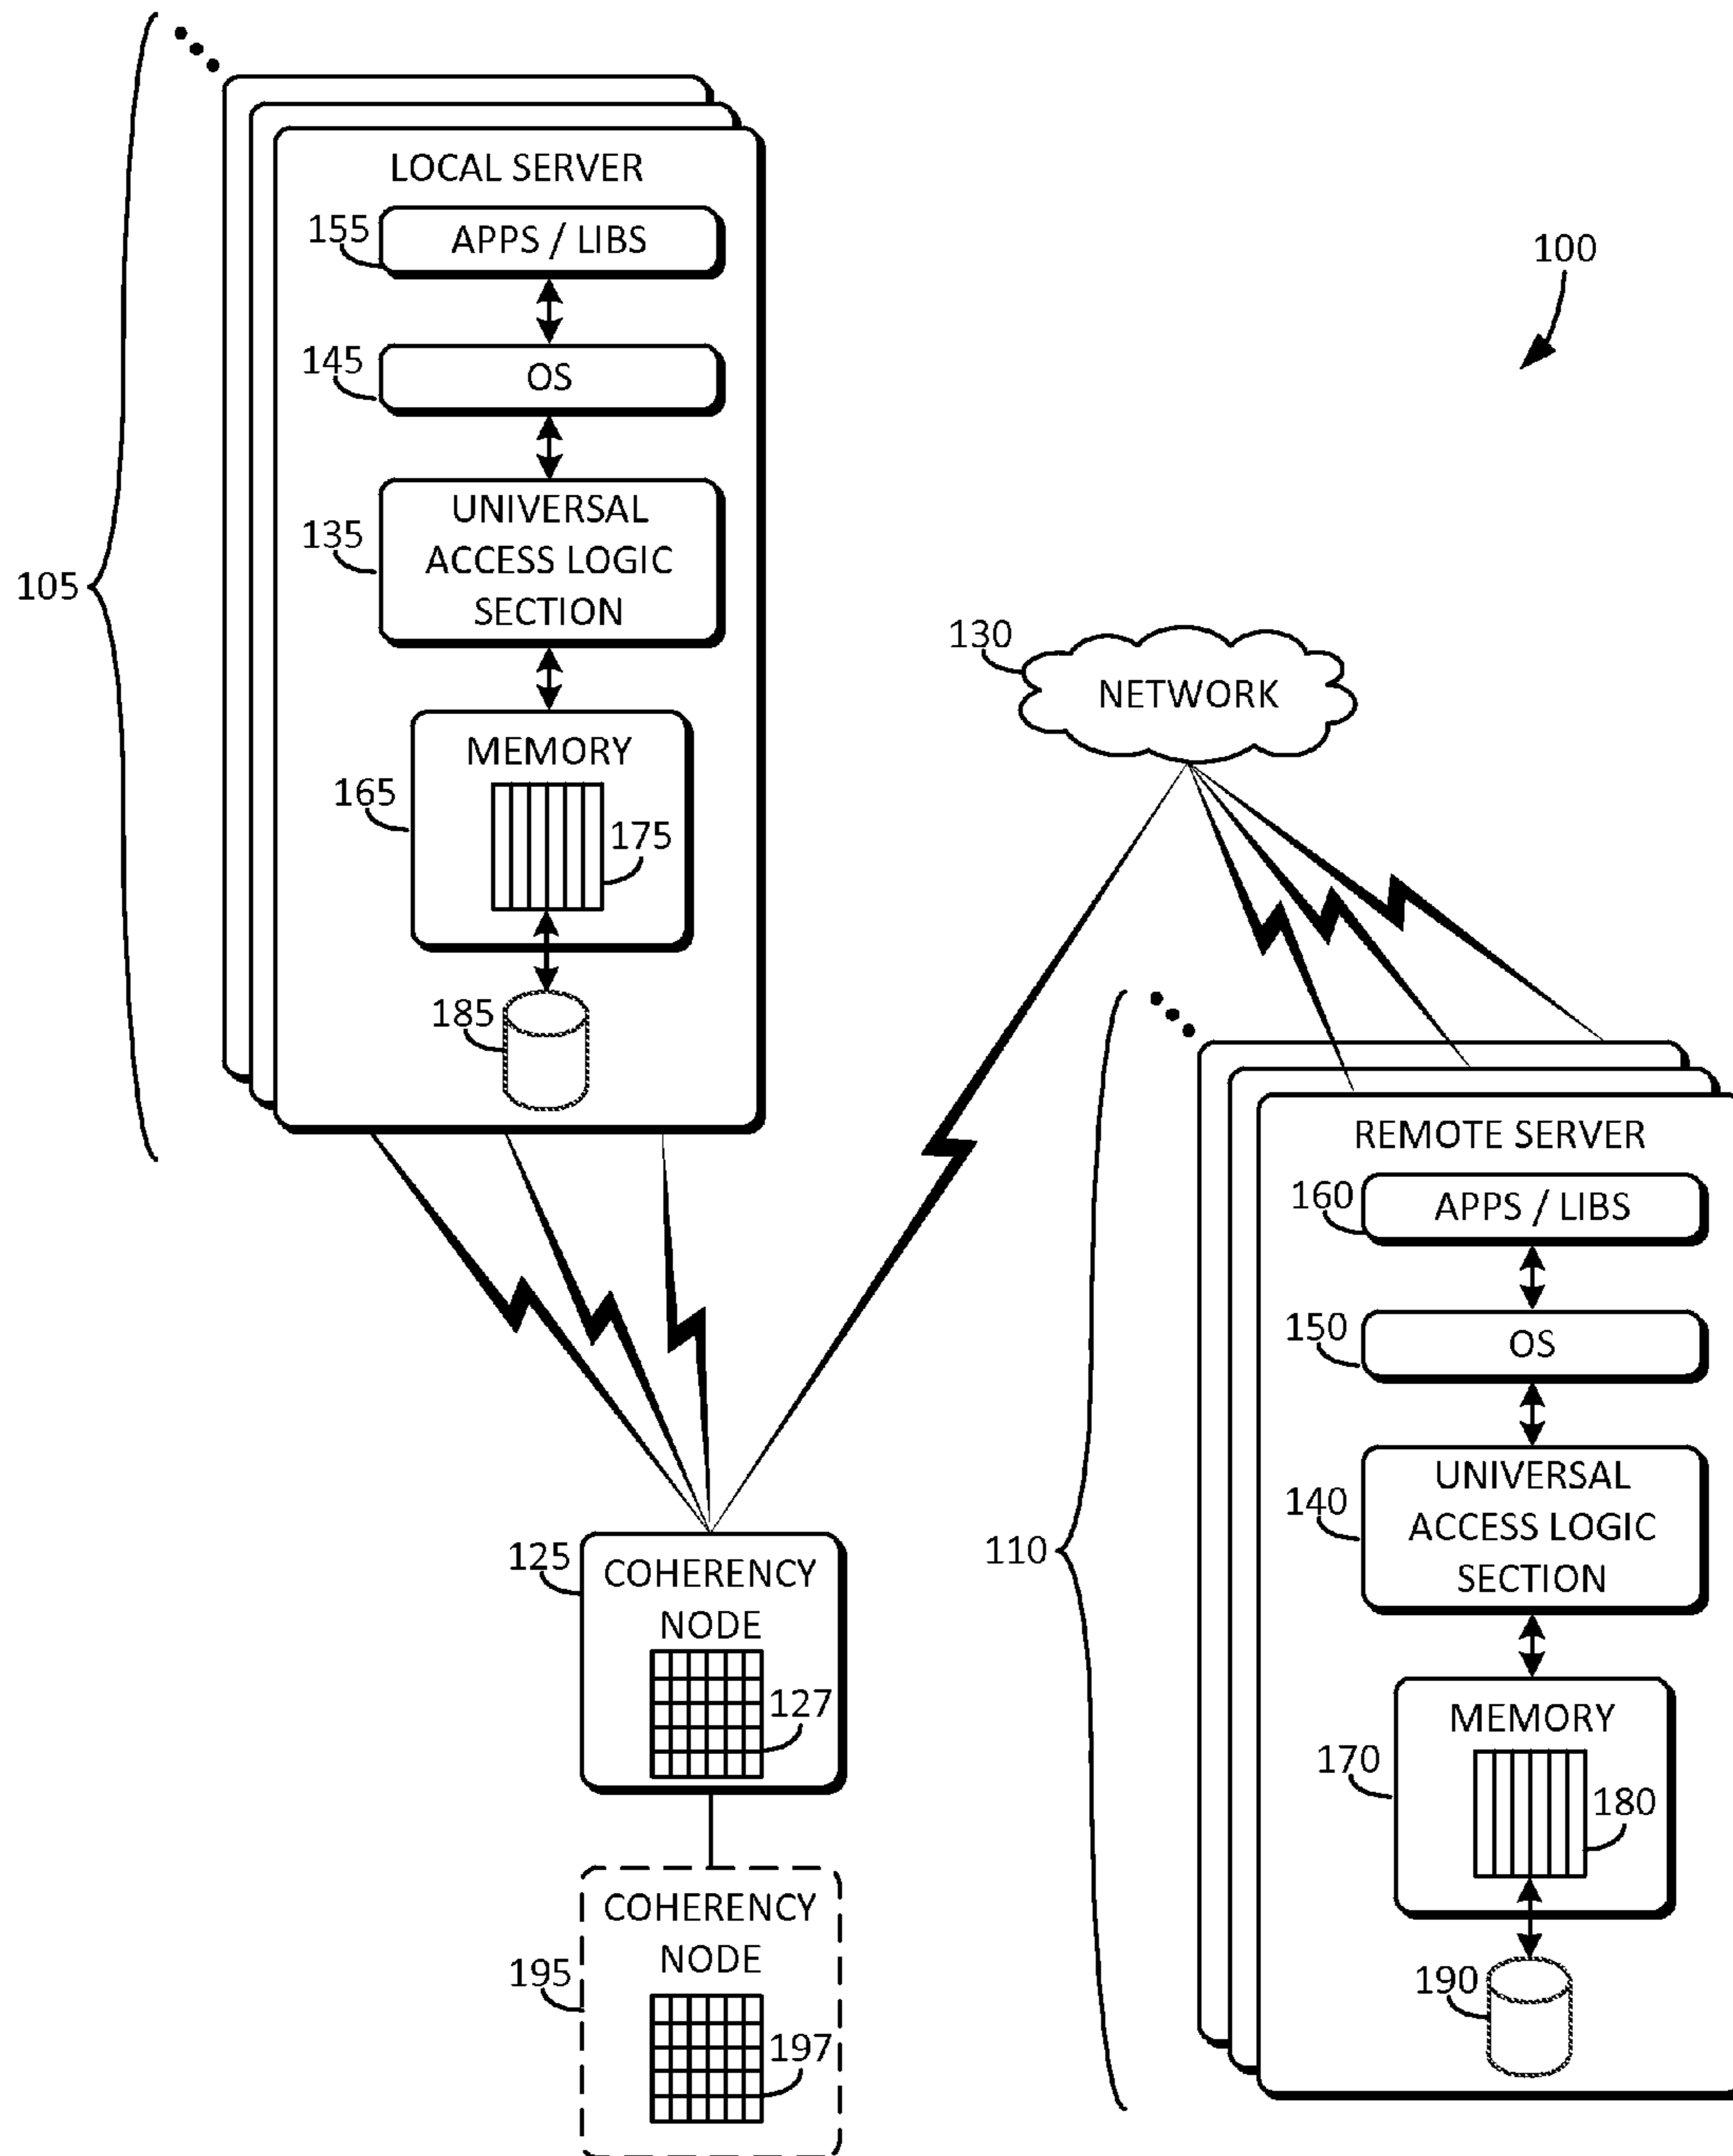 LOCAL SERVER
155
APPS / LIBS
145
OS
135
UNIVERSAL
ACCESS LOGIC
SECTION
105
MEMORY
165
175
185
100
130
NETWORK
REMOTE SERVER
160
APPS / LIBS
150
OS
140
UNIVERSAL
ACCESS LOGIC
SECTION
110
MEMORY
170
180
190
125
COHERENCY
NODE
127
COHERENCY
NODE
195
197